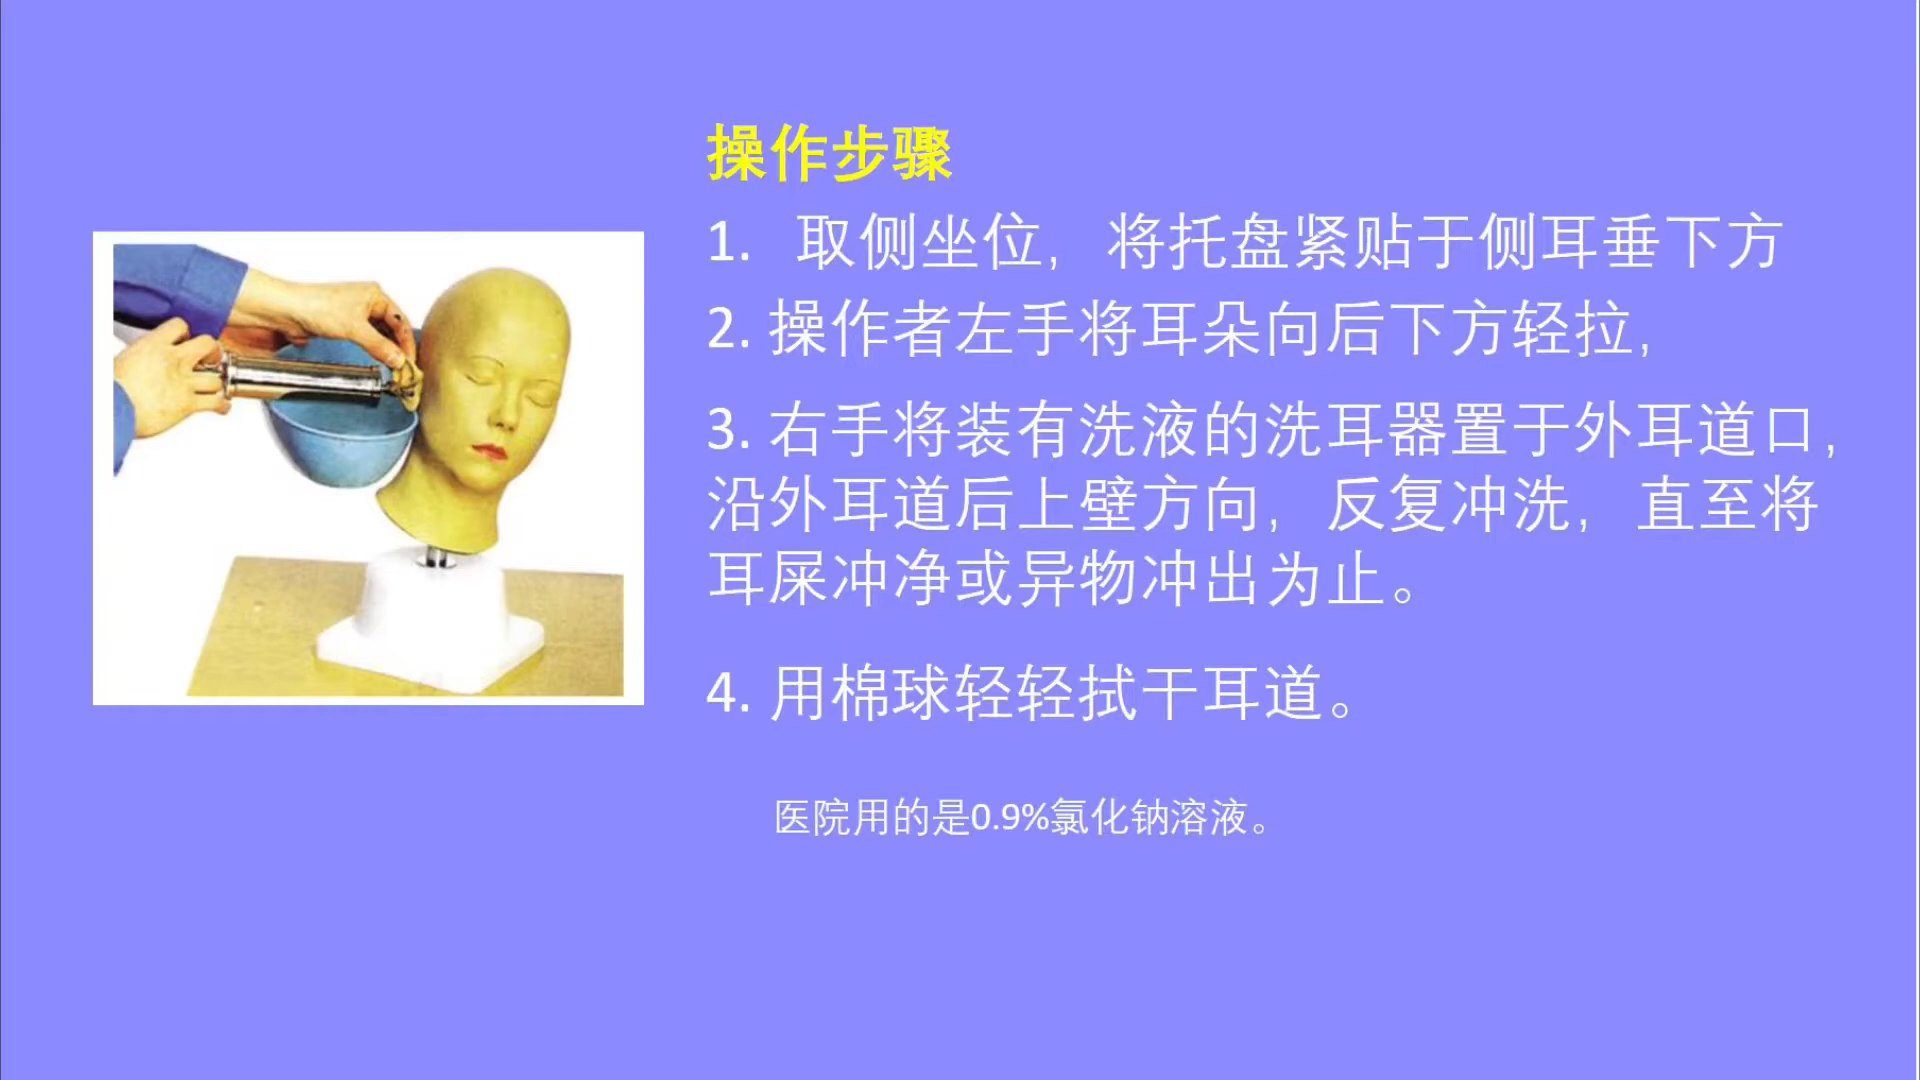 操作步骤
1. 取侧坐位，将托盘紧贴于侧耳垂下方
2. 操作者左手将耳朵向后下方轻拉，
3. 右手将装有洗液的洗耳器置于外耳道口，
沿外耳道后上壁方向，反复冲洗，直至将
耳屎冲净或异物冲出为止。
4. 用棉球轻轻拭干耳道。
医院用的是0.9%氯化钠溶液。